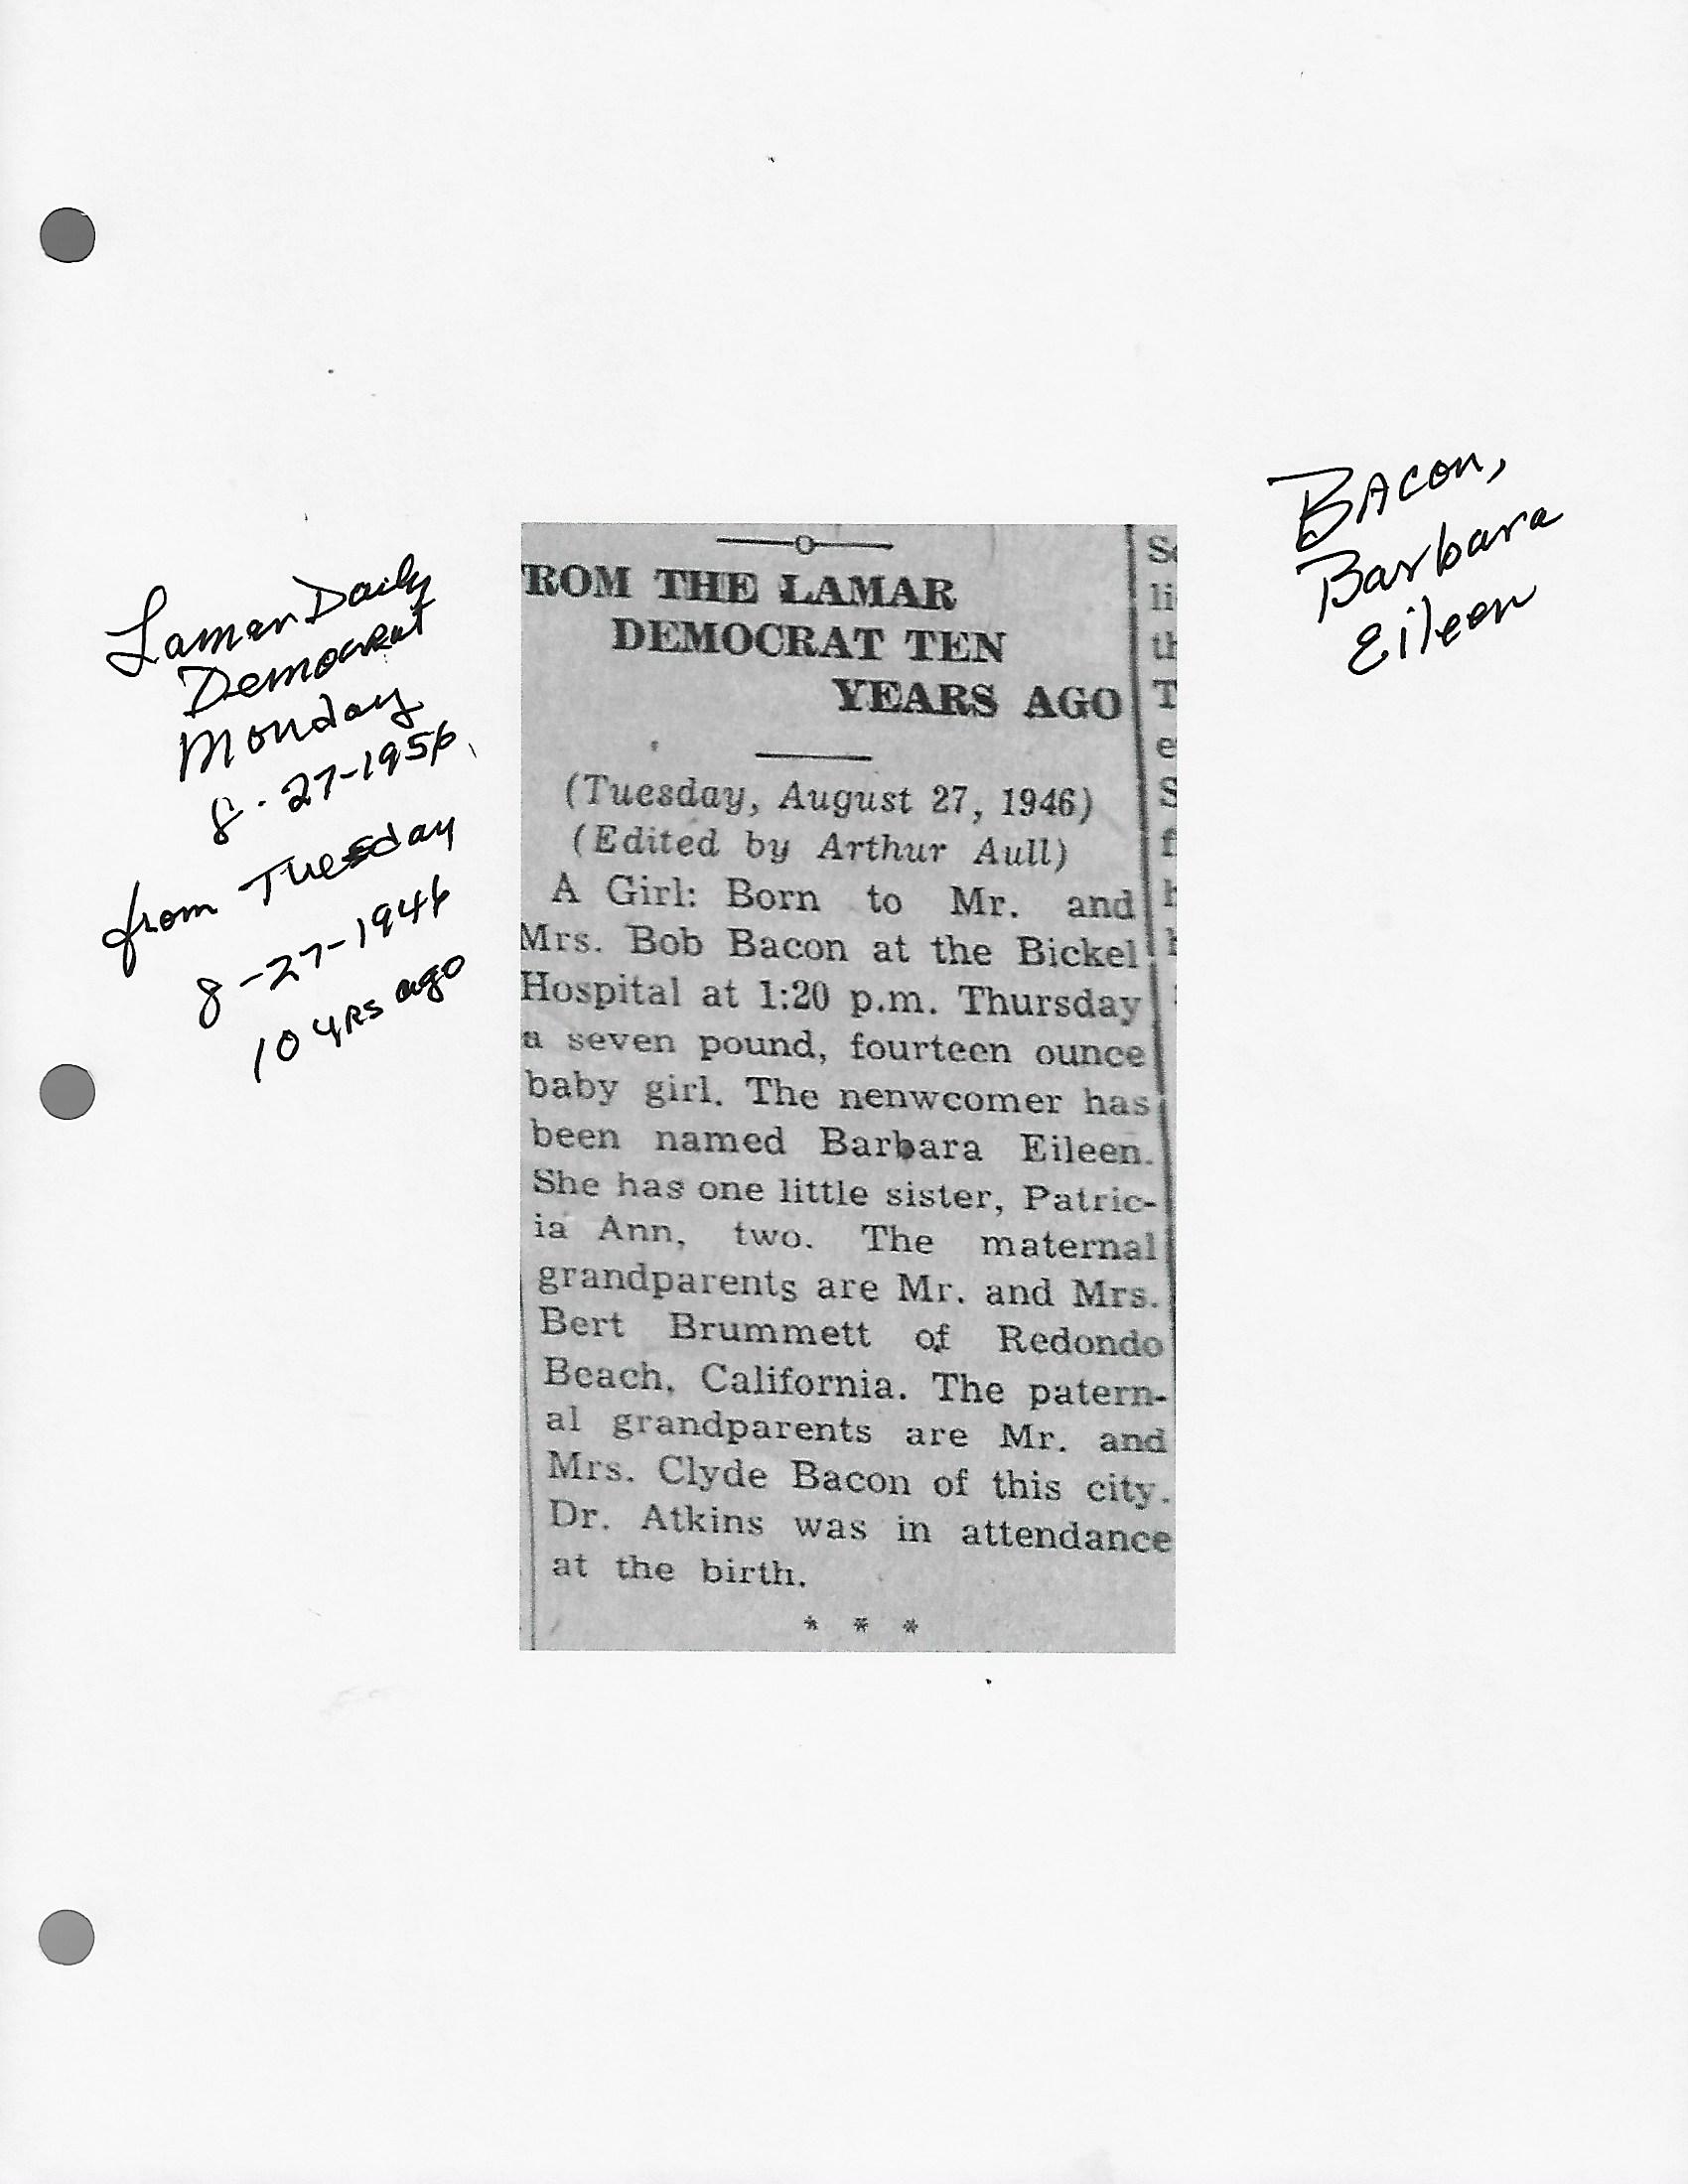 Bacon,
Barbara
Eileen
Lamar Daily
Democrat
Monday
8-27-1956
from Tuesday
8-27-1946
10 yrs ago
ROM THE LAMAR
DEMOCRAT TEN
YEARS AGO
(Tuesday, August 27, 1946)
(Edited by Arthur Aull)
A Girl: Born to Mr. and
Mrs. Bob Bacon at the Bickel
Hospital at 1:20 p.m. Thursday
a seven pound, fourteen ounce
baby girl. The nenwcomer has
been named Barbara Eileen.
She has one little sister, Patric-
ia Ann, two. The maternal
grandparents are Mr. and Mrs.
Bert Brummett of Redondo
Beach, California. The patern-
al grandparents are Mr. and
Mrs. Clyde Bacon of this city.
Dr. Atkins was in attendance
at the birth.
* * *